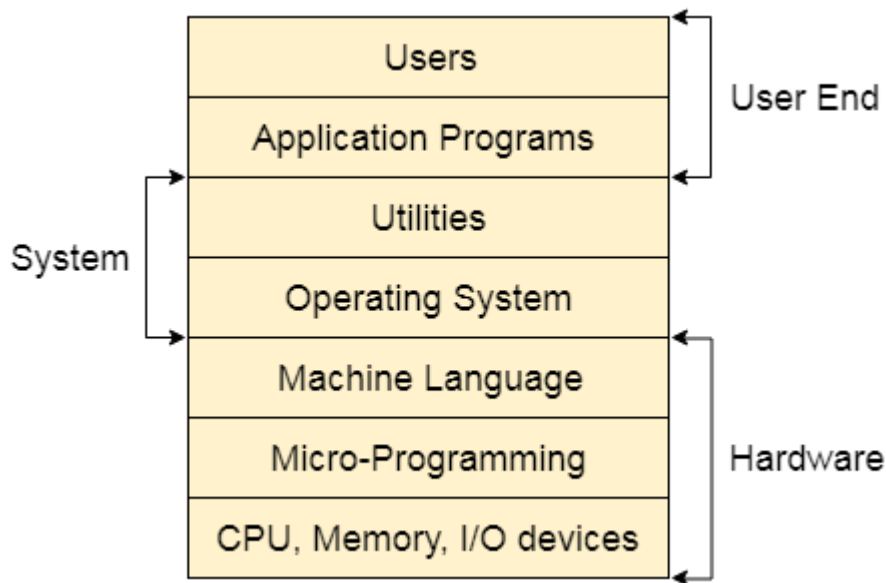 Users
User End
Application Programs
Utilities
System
Operating System
Machine Language
Micro-Programming
Hardware
CPU, Memory, I/O devices